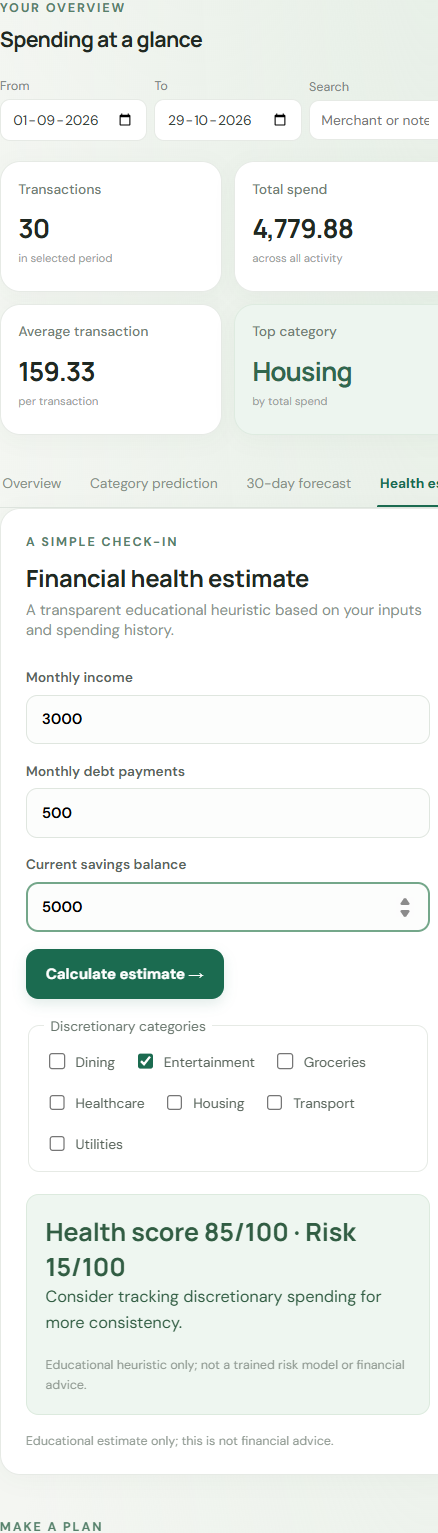 YOUR OVERVIEW
Spending at a glance
From
To
Search
01-09-2026
29-10-2026
Merchant or note
Transactions
30
in selected period
Total spend
4,779.88
across all activity
Average transaction
159.33
per transaction
Top category
Housing
by total spend
Overview
Category prediction
30-day forecast
Health es
A SIMPLE CHECK-IN
Financial health estimate
A transparent educational heuristic based on your inputs
and spending history.
Monthly income
3000
Monthly debt payments
500
Current savings balance
5000
Calculate estimate →
Discretionary categories
Dining
Entertainment
Groceries
Healthcare
Housing
Transport
Utilities
Health score 85/100 · Risk
15/100
Consider tracking discretionary spending for
more consistency.
Educational heuristic only; not a trained risk model or financial
advice.
Educational estimate only; this is not financial advice.
MAKE A PLAN